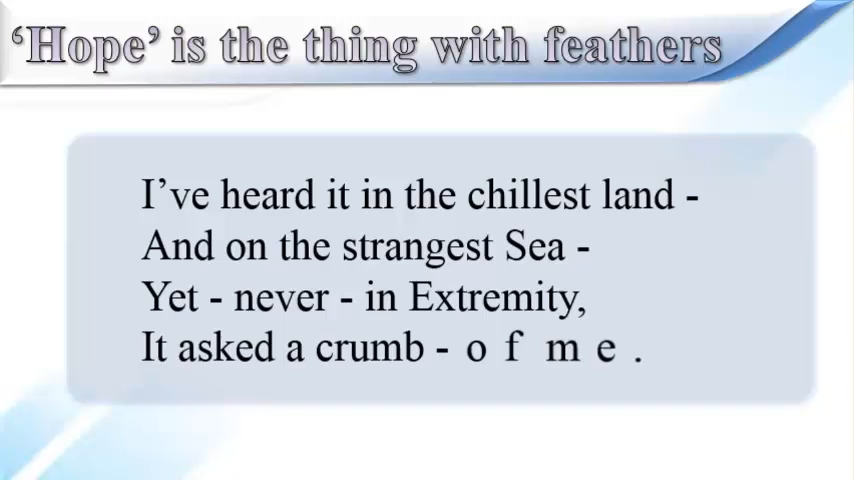 ‘Hope’ is the thing with feathers
I’ve heard it in the chillest land -
And on the strangest Sea -
Yet - never - in Extremity,
It asked a crumb - of me.